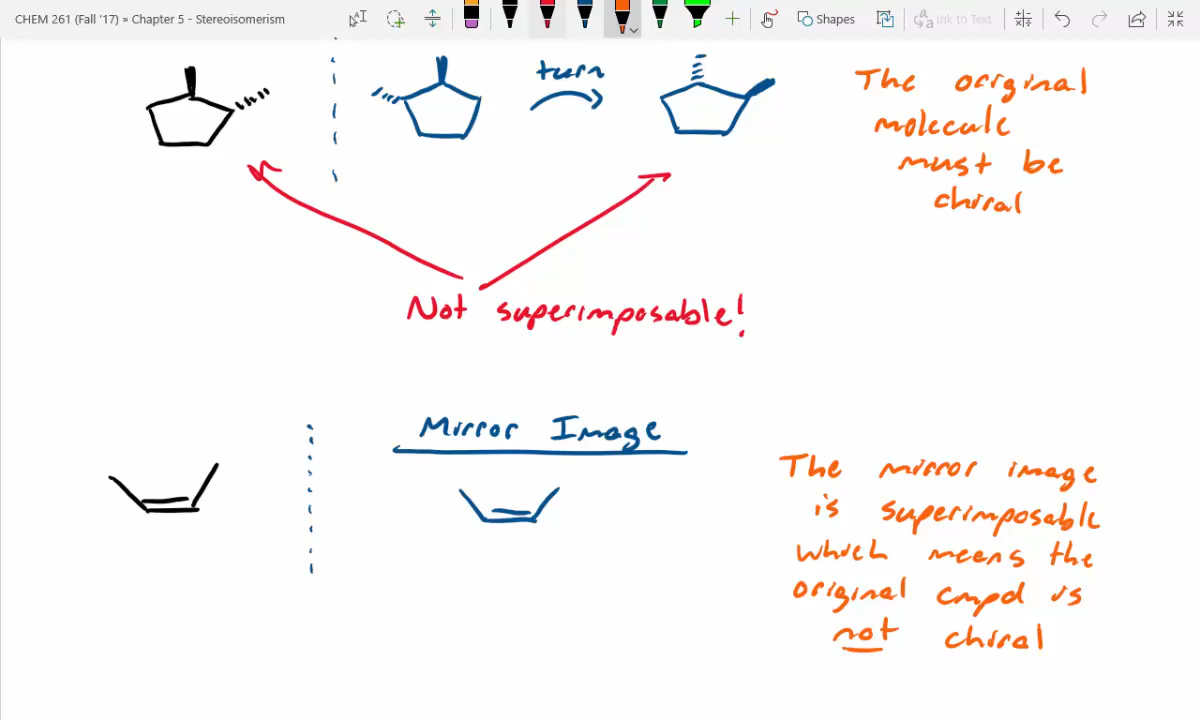 CHEM 261 (Fall '17) » Chapter 5 - Stereoisomerism
Shapes
Ink to Text
turn
The original
molecule
must be
chiral
Not superimposable!
Mirror Image
The mirror image
is superimposable
which means the
original cmpd is
not chiral